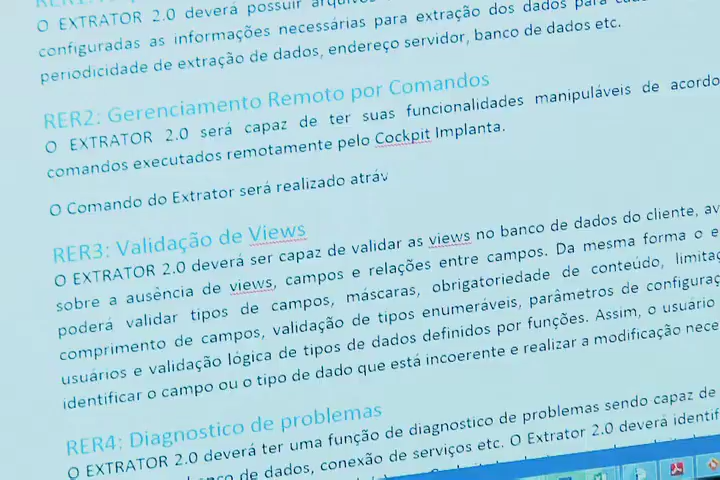 O EXTRATOR 2.0 deverá possuir
configuradas as informações necessárias para extração dos dados para
periodicidade de extração de dados, endereço servidor, banco de dados etc.
RER2: Gerenciamento Remoto por Comandos
O EXTRATOR 2.0 será capaz de ter suas funcionalidades manipuláveis de acordo
comandos executados remotamente pelo Cockpit Implanta.
O Comando do Extrator será realizado atráv
RER3: Validação de Views
O EXTRATOR 2.0 deverá ser capaz de validar as views no banco de dados do cliente, av
sobre a ausência de views, campos e relações entre campos. Da mesma forma o e
poderá validar tipos de campos, máscaras, obrigatoriedade de conteúdo, limitaç
comprimento de campos, validação de tipos enumeráveis, parâmetros de configuraç
usuários e validação lógica de tipos de dados definidos por funções. Assim, o usuário
identificar o campo ou o tipo de dado que está incoerente e realizar a modificação nece
RER4: Diagnostico de problemas
O EXTRATOR 2.0 deverá ter uma função de diagnostico de problemas sendo capaz de
de dados, conexão de serviços etc. O Extrator 2.0 deverá identif